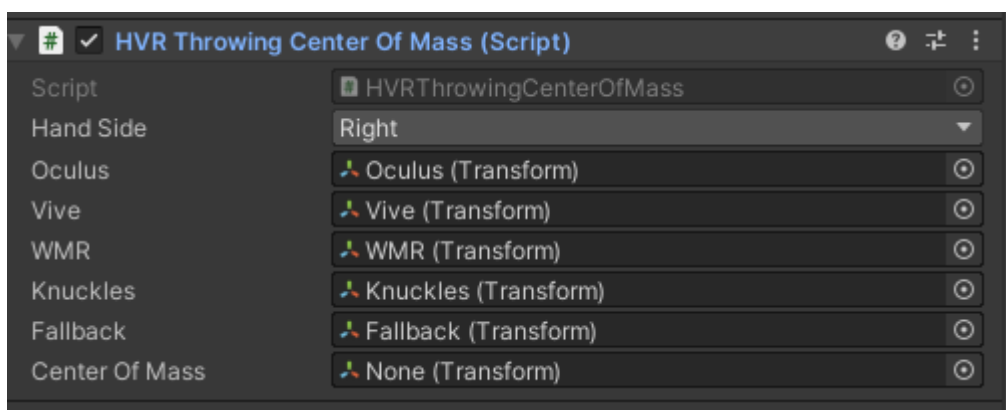 HVR Throwing Center Of Mass (Script)
Script HVRThrowingCenterOfMass
Hand Side Right
Oculus Oculus (Transform)
Vive Vive (Transform)
WMR WMR (Transform)
Knuckles Knuckles (Transform)
Fallback Fallback (Transform)
Center Of Mass None (Transform)